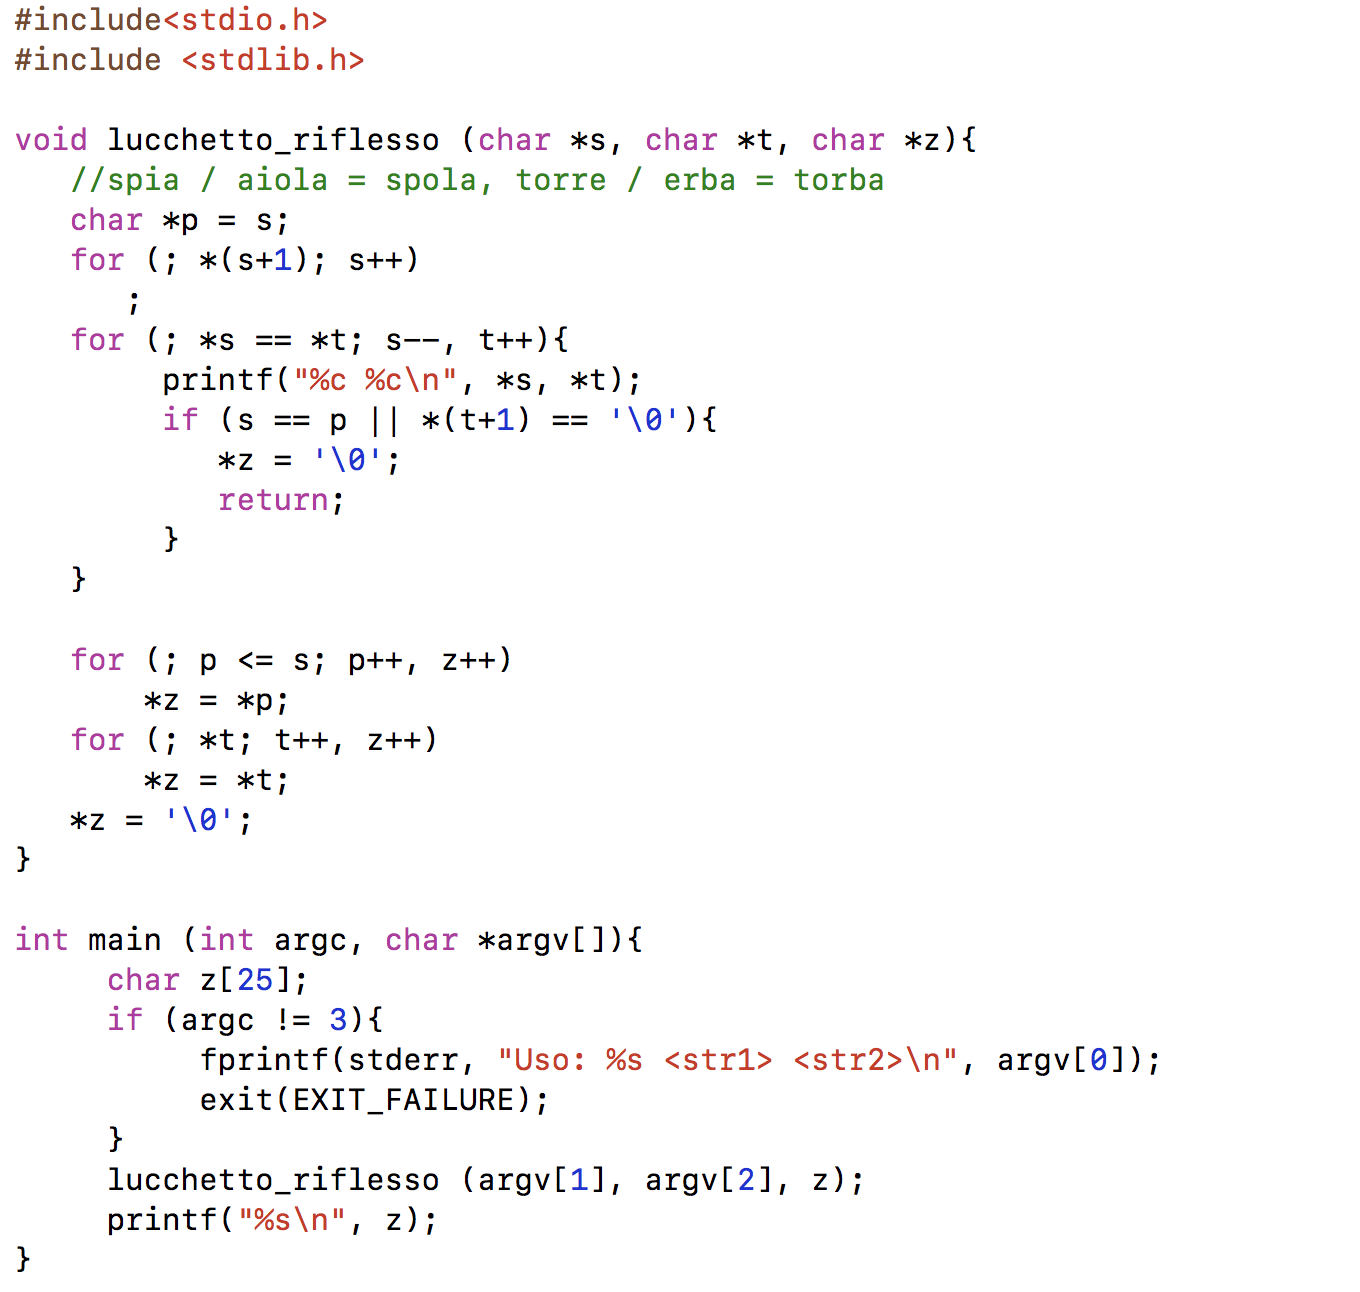 #include<stdio.h>
#include <stdlib.h>

void lucchetto_riflesso (char *s, char *t, char *z){
   //spia / aiola = spola, torre / erba = torba
   char *p = s;
   for (; *(s+1); s++)
      ;
   for (; *s == *t; s--, t++){
        printf("%c %c\n", *s, *t);
        if (s == p || *(t+1) == '\0'){
           *z = '\0';
           return;
        }
   }

   for (; p <= s; p++, z++)
       *z = *p;
   for (; *t; t++, z++)
       *z = *t;
   *z = '\0';
}

int main (int argc, char *argv[]){
     char z[25];
     if (argc != 3){
          fprintf(stderr, "Uso: %s <str1> <str2>\n", argv[0]);
          exit(EXIT_FAILURE);
     }
     lucchetto_riflesso (argv[1], argv[2], z);
     printf("%s\n", z);
}